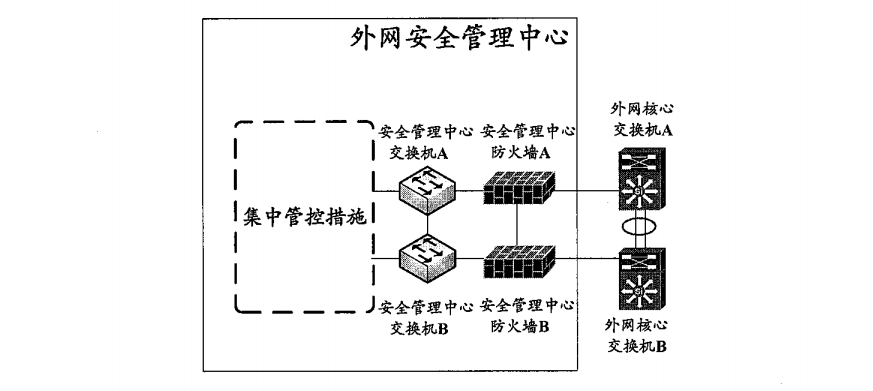 外网安全管理中心
外网核心
交换机A
安全管理中心
交换机A
安全管理中心
防火墙A
集中管控措施
安全管理中心
交换机B
安全管理中心
防火墙B
外网核心
交换机B